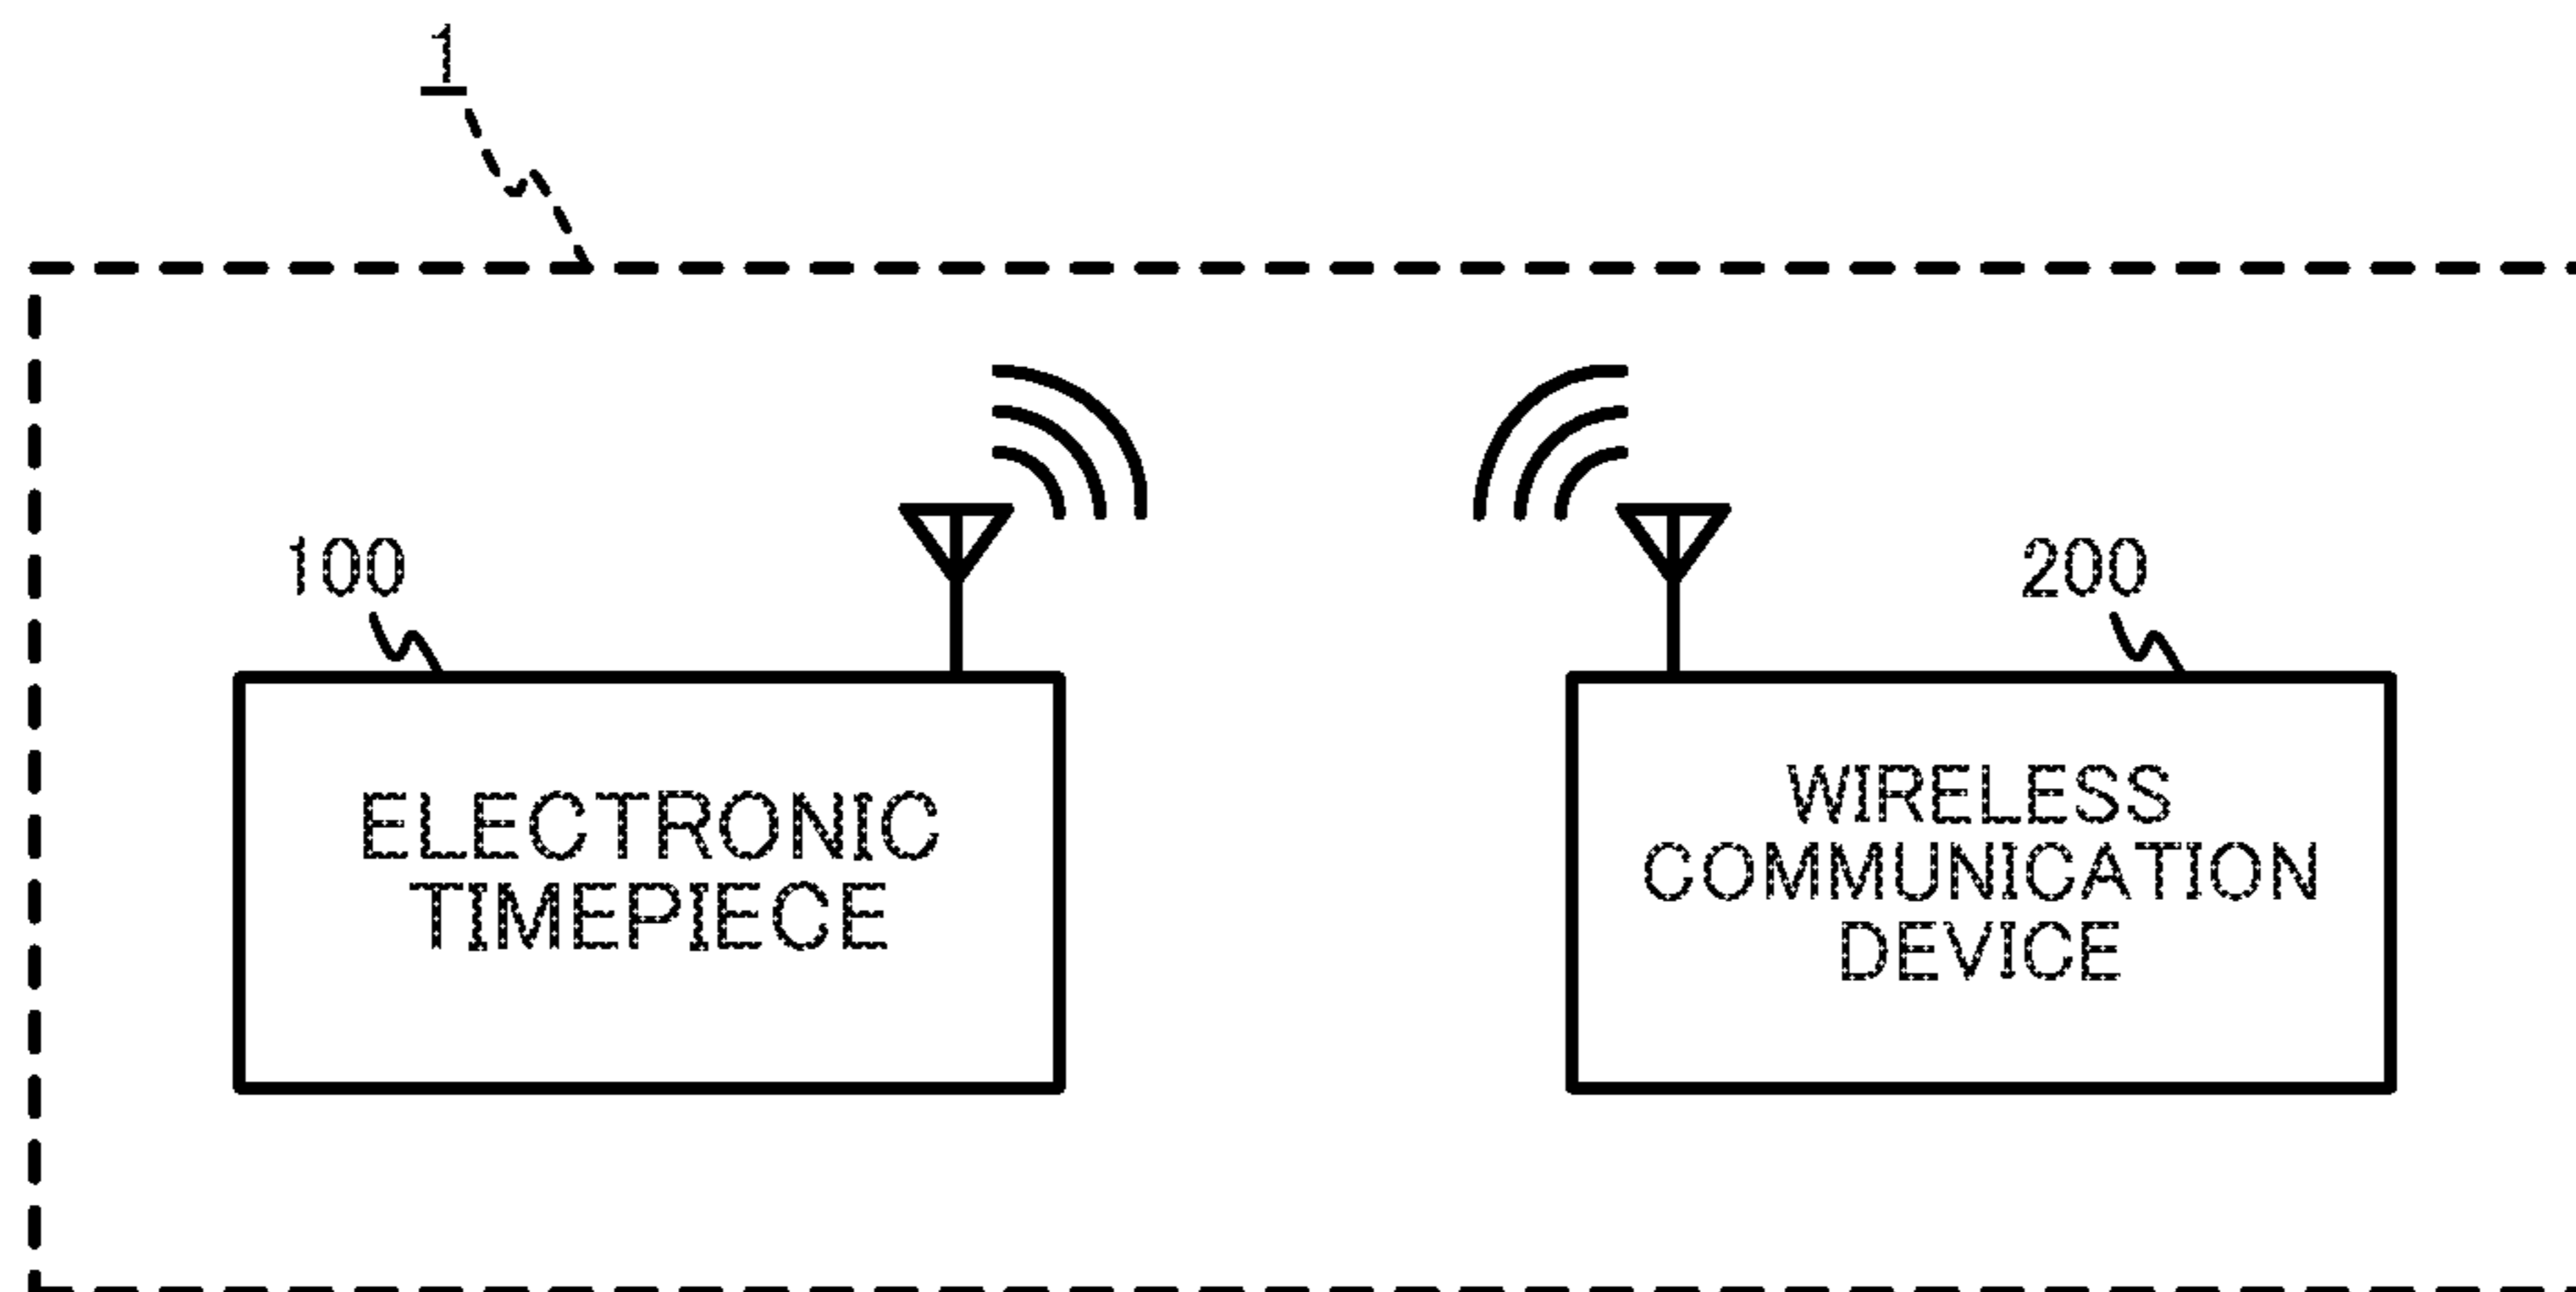 1
100
200
ELECTRONIC
TIMEPIECE
WIRELESS
COMMUNICATION
DEVICE